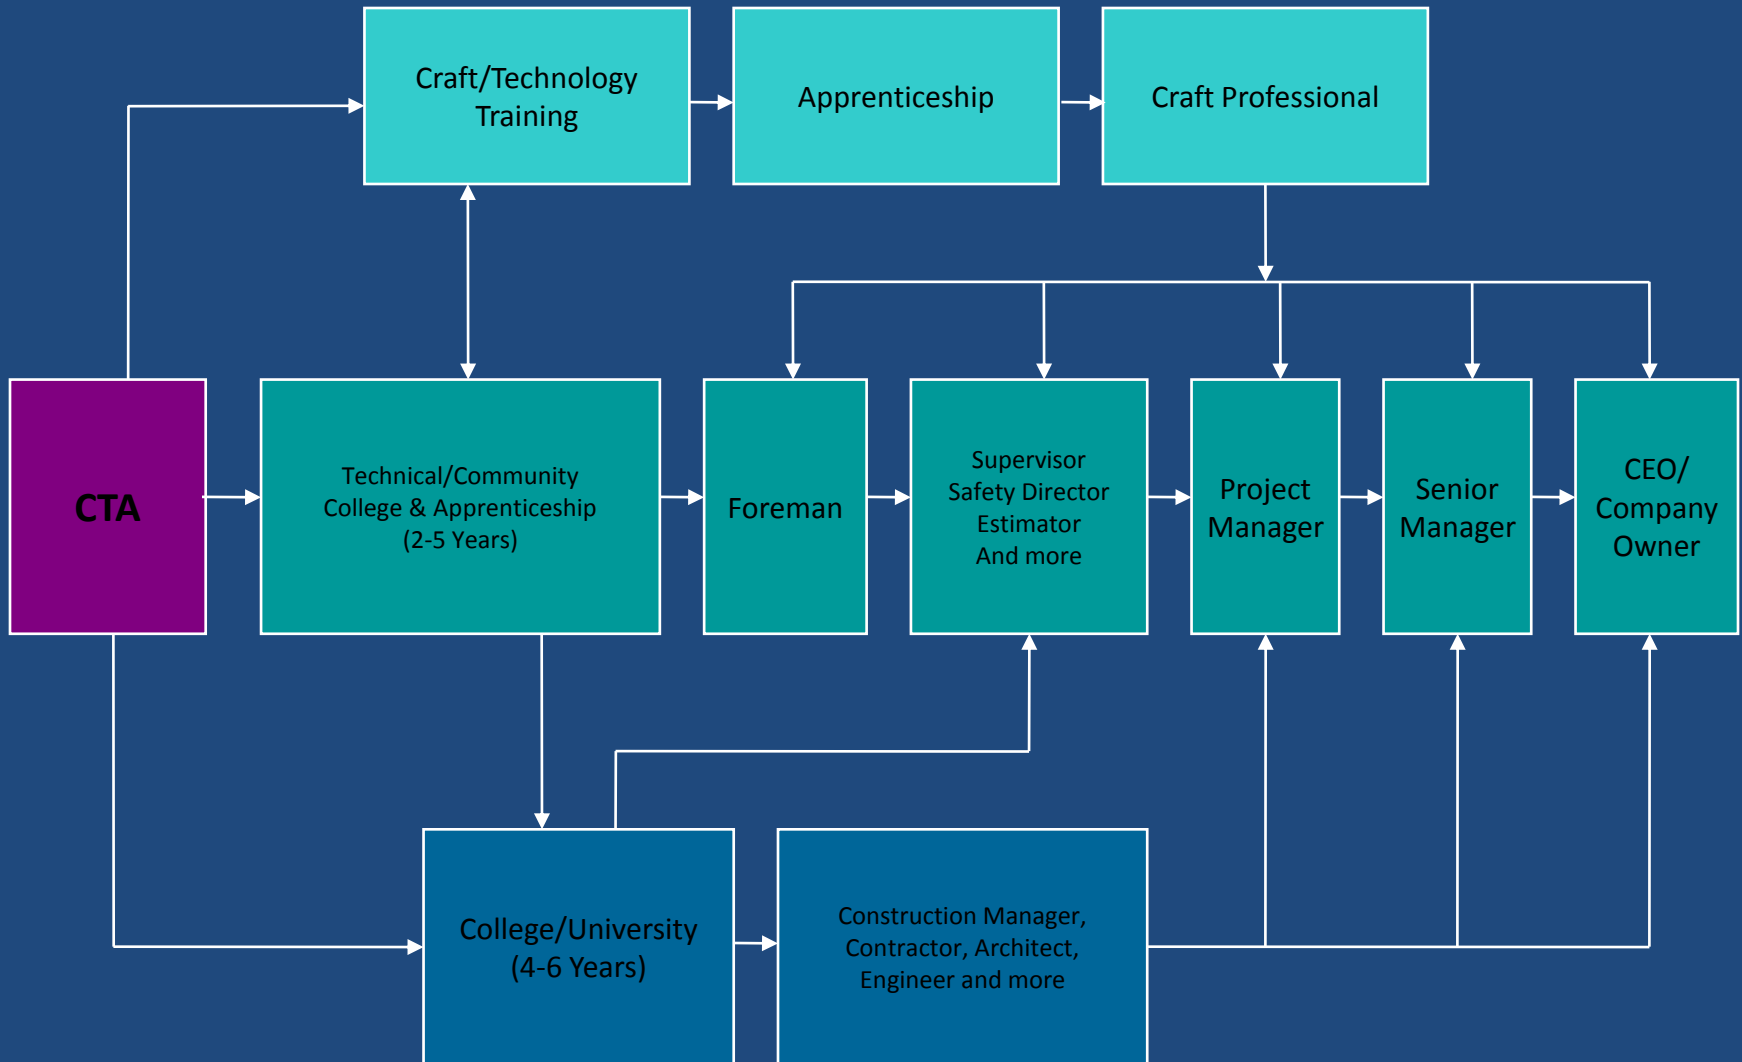 Craft/Technology
Training
Apprenticeship
Craft Professional
CTA
Technical/Community
College & Apprenticeship
(2-5 Years)
Foreman
Supervisor
Safety Director
Estimator
And more
Project
Manager
Senior
Manager
CEO/
Company
Owner
College/University
(4-6 Years)
Construction Manager,
Contractor, Architect,
Engineer and more